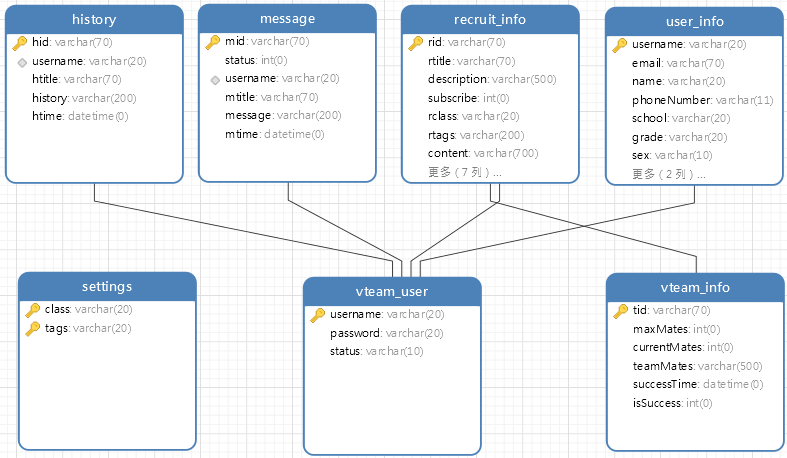 history
hid: varchar(70)
username: varchar(20)
htitle: varchar(70)
history: varchar(200)
htime: datetime(0)
message
mid: varchar(70)
status: int(0)
username: varchar(20)
mtitle: varchar(70)
message: varchar(200)
mtime: datetime(0)
recruit_info
rid: varchar(70)
rtitle: varchar(70)
description: varchar(500)
subscribe: int(0)
rclass: varchar(20)
rtags: varchar(200)
content: varchar(700)
更多 ( 7 列 ) ...
user_info
username: varchar(20)
email: varchar(70)
name: varchar(20)
phoneNumber: varchar(11)
school: varchar(20)
grade: varchar(20)
sex: varchar(10)
更多 ( 2 列 ) ...
settings
class: varchar(20)
tags: varchar(20)
vteam_user
username: varchar(20)
password: varchar(20)
status: varchar(10)
vteam_info
tid: varchar(70)
maxMates: int(0)
currentMates: int(0)
teamMates: varchar(500)
successTime: datetime(0)
isSuccess: int(0)